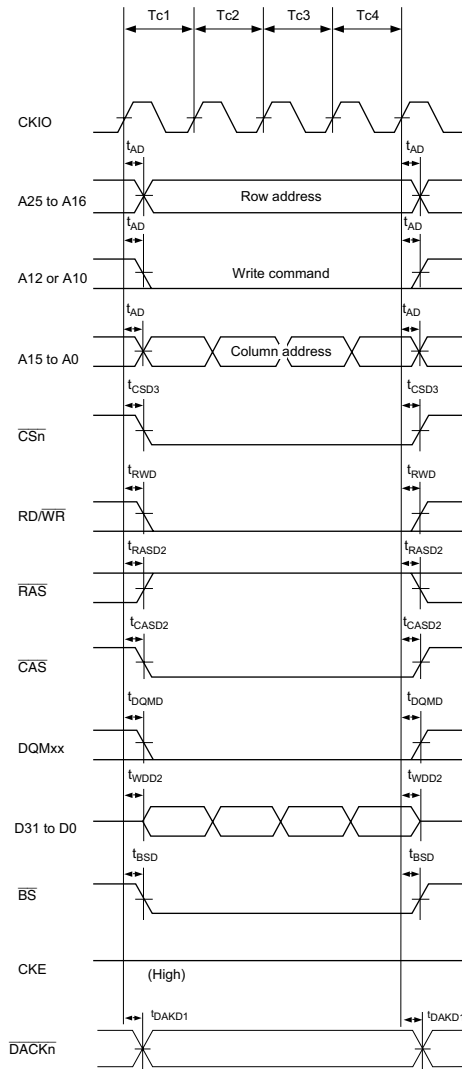 Tc1 Tc2 Tc3 Tc4
CKIO
tAD tAD
A25 to A16 Row address
tAD tAD
A12 or A10 Write command
tAD tAD
A15 to A0 Column address
tCSD3 tCSD3
CSn
tRWD tRWD
RD/WR
tRASD2 tRASD2
RAS
tCASD2 tCASD2
CAS
tDQMD tDQMD
DQMxx
tWDD2 tWDD2
D31 to D0
tBSD tBSD
BS
CKE (High)
tDAKD1 tDAKD1
DACKn